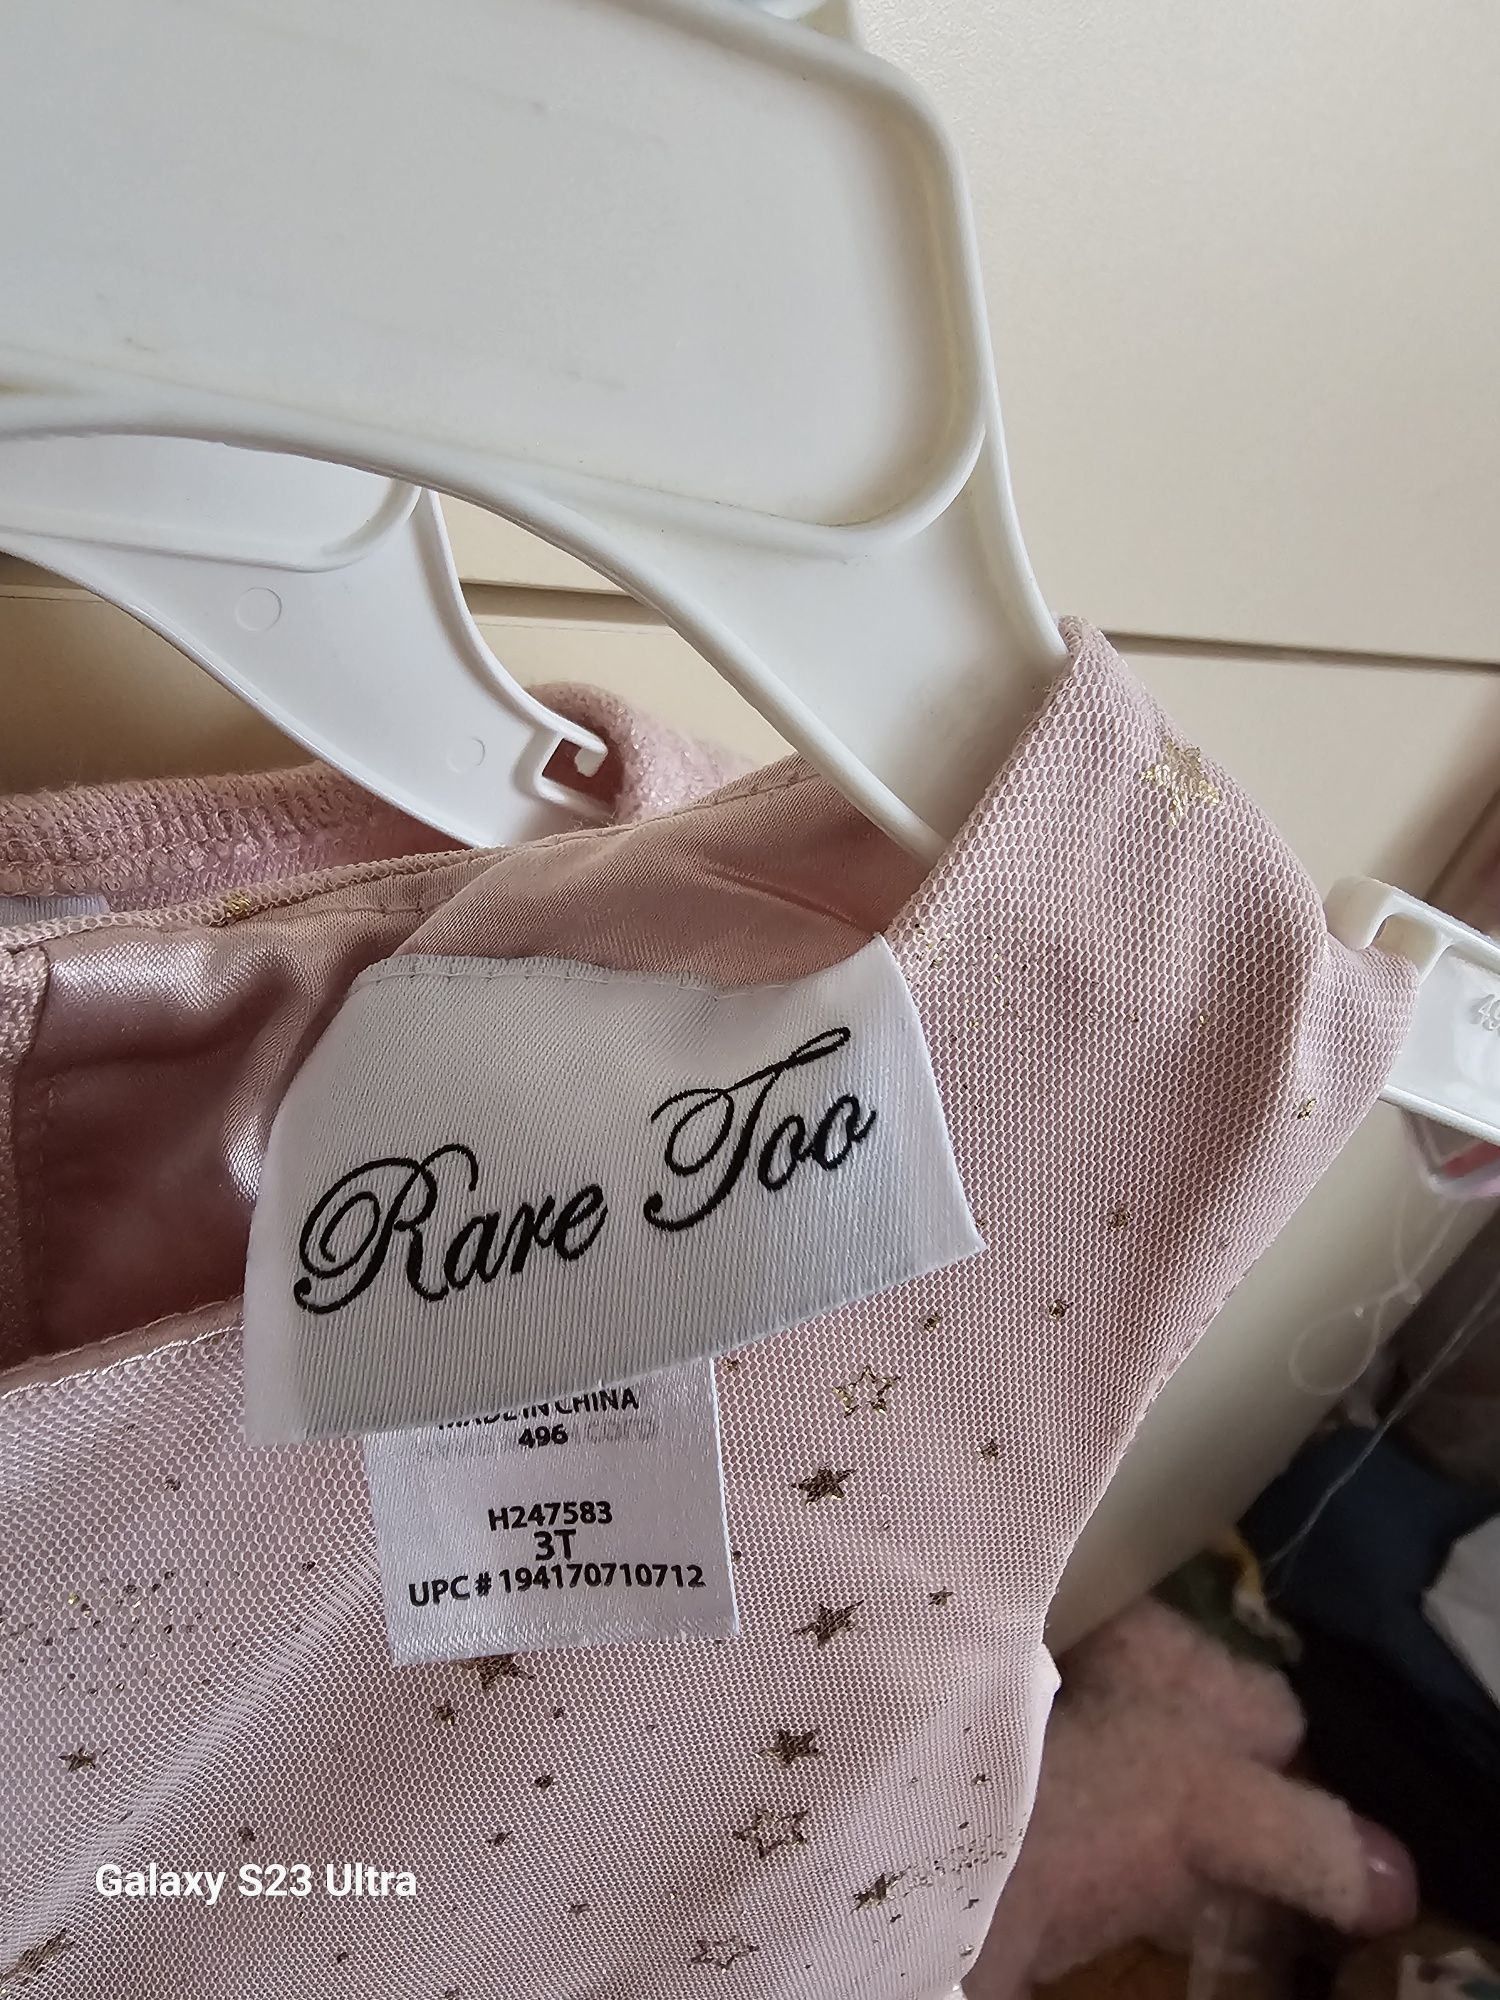 Rare Too
MADE IN CHINA
496
H247583
3T
UPC # 194170710712
Galaxy S23 Ultra